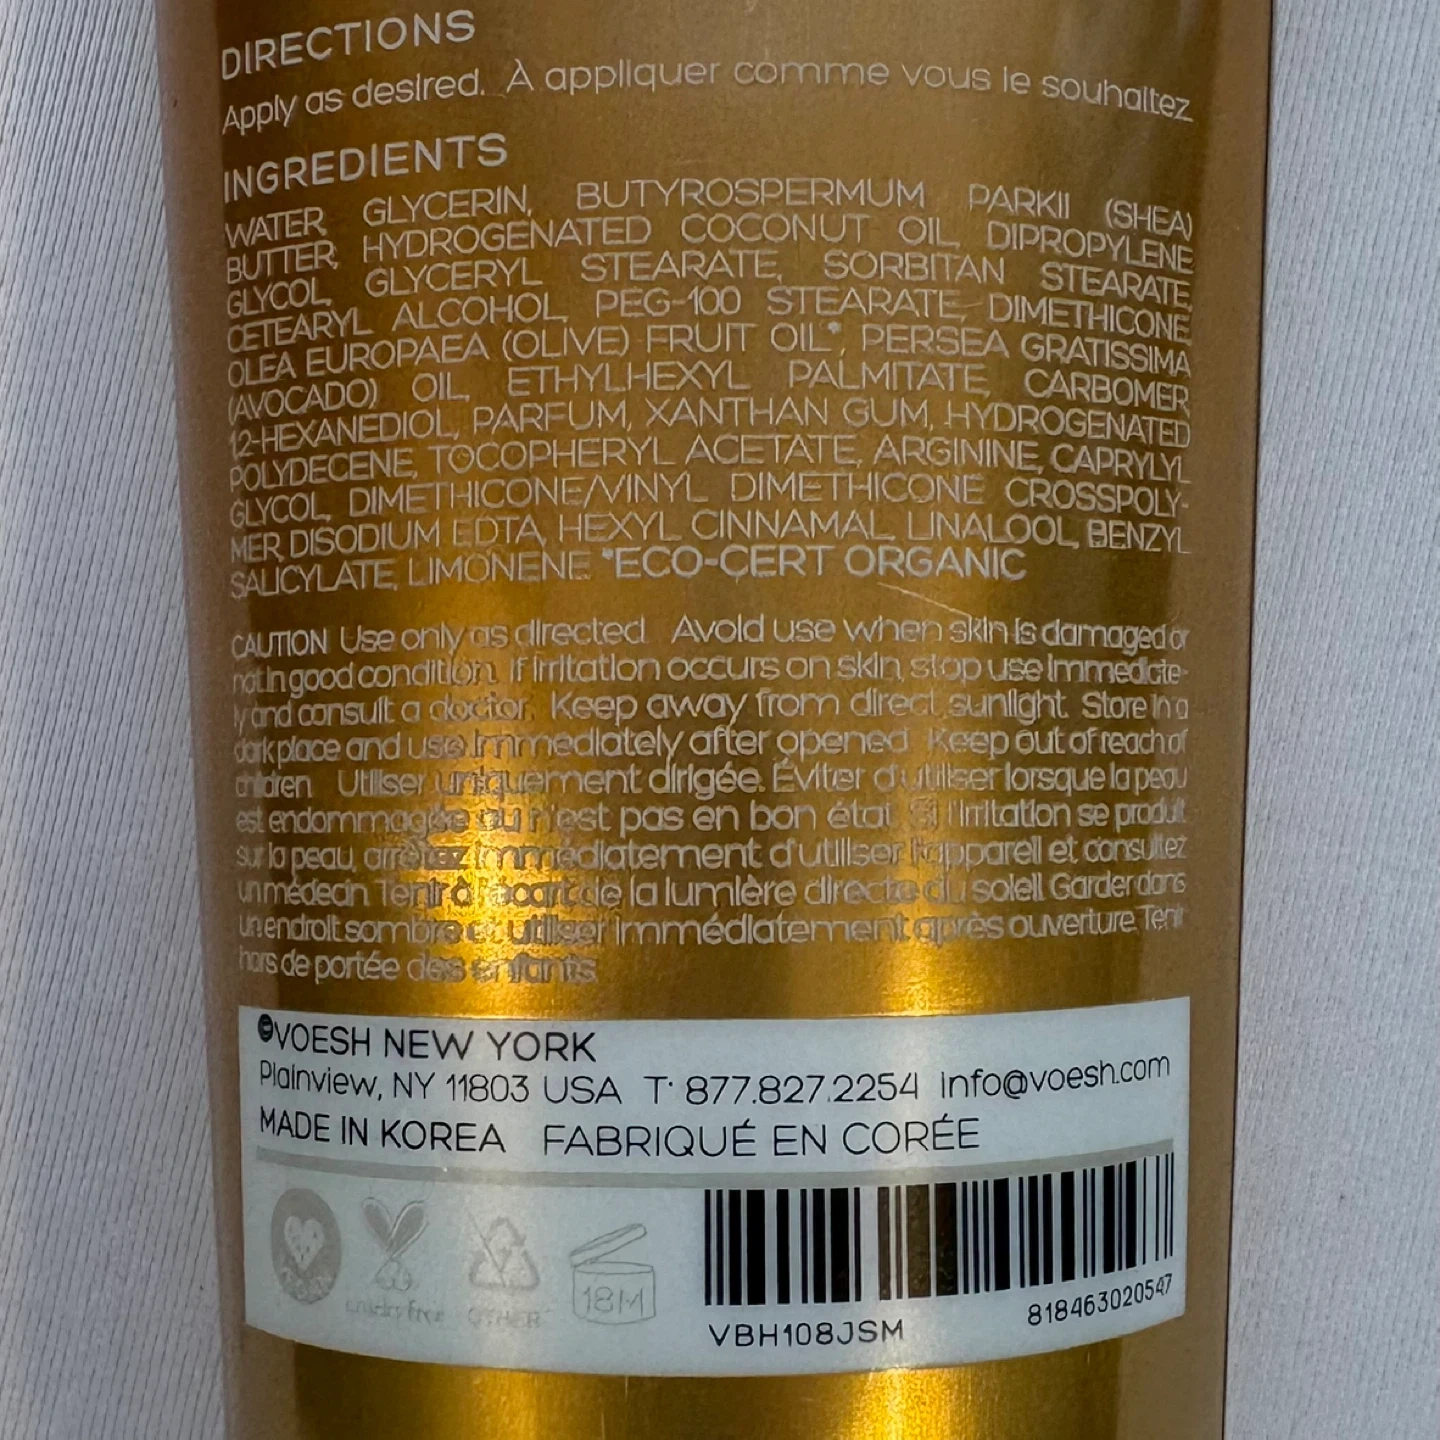 DIRECTIONS
Apply as desired. À appliquer comme vous le souhaitez
INGREDIENTS
WATER, GLYCERIN, BUTYROSPERMUM PARKII (SHEA)
BUTTER, HYDROGENATED COCONUT OIL, DIPROPYLENE
GLYCOL, GLYCERYL STEARATE, SORBITAN STEARATE,
CETEARYL ALCOHOL, PEG-100 STEARATE, DIMETHICONE,
OLEA EUROPAEA (OLIVE) FRUIT OIL*, PERSEA GRATISSIMA
(AVOCADO) OIL, ETHYLHEXYL PALMITATE, CARBOMER,
1,2-HEXANEDIOL, PARFUM, XANTHAN GUM, HYDROGENATED
POLYDECENE, TOCOPHERYL ACETATE, ARGININE, CAPRYLYL
GLYCOL, DIMETHICONE/VINYL DIMETHICONE CROSSPOLY-
MER, DISODIUM EDTA, HEXYL CINNAMAL, LINALOOL, BENZYL
SALICYLATE, LIMONENE *ECO-CERT ORGANIC
CAUTION Use only as directed. Avoid use when skin is damaged or
not in good condition. If irritation occurs on skin, stop use immediate-
ly and consult a doctor. Keep away from direct sunlight. Store in a
dark place and use immediately after opened. Keep out of reach of
children. Utiliser uniquement dirigée. Éviter d'utiliser lorsque la peau
est endommagée ou n'est pas en bon état. Si l'irritation se produit
sur la peau, arrêtez immédiatement d'utiliser l'appareil et consultez
un médecin. Tenir à l'écart de la lumière directe du soleil. Garder dans
un endroit sombre et utiliser immédiatement après ouverture. Tenir
hors de portée des enfants.
©VOESH NEW YORK
Plainview, NY 11803 USA T: 877.827.2254 info@voesh.com
MADE IN KOREA FABRIQUÉ EN CORÉE
cruelty free OTHER 18M
VBH108JSM 818463020547